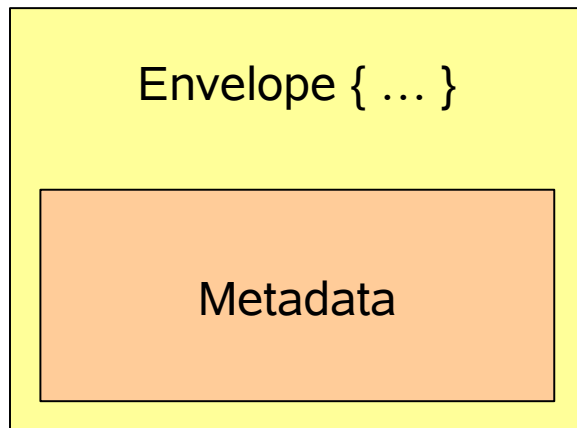 Envelope { … }
Metadata